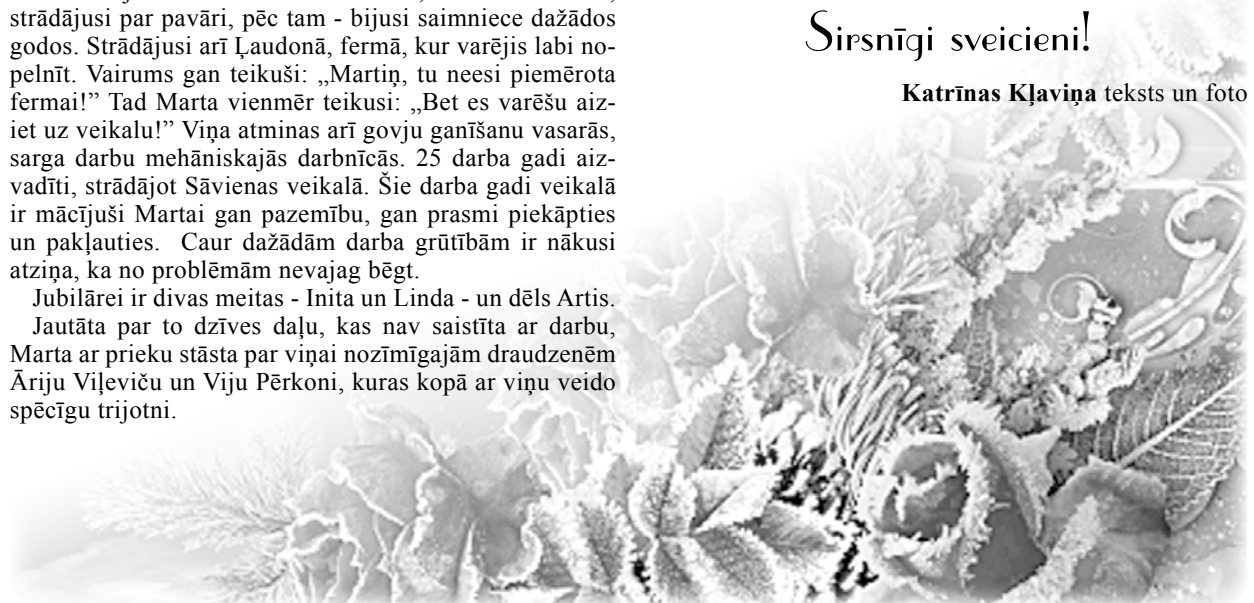 strādājusi par pavāri, pēc tam - bijusi saimniece dažādos
godos. Strādājusi arī Ļaudonā, fermā, kur varējis labi no-
pelnīt. Vairums gan teikuši: „Martiņ, tu neesi piemērota
fermai!” Tad Marta vienmēr teikusi: „Bet es varēšu aiz-
iet uz veikalu!” Viņa atminas arī govju ganīšanu vasarās,
sarga darbu mehāniskajās darbnīcās. 25 darba gadi aiz-
vadīti, strādājot Sāvienas veikalā. Šie darba gadi veikalā
ir mācījuši Martai gan pazemību, gan prasmi piekāpties
un pakļauties. Caur dažādām darba grūtībām ir nākusi
atziņa, ka no problēmām nevajag bēgt.
Jubilārei ir divas meitas - Inita un Linda - un dēls Artis.
Jautāta par to dzīves daļu, kas nav saistīta ar darbu,
Marta ar prieku stāsta par viņai nozīmīgajām draudzenēm
Āriju Viļeviču un Viju Pērkoni, kuras kopā ar viņu veido
spēcīgu trijotni.
Sirsnīgi sveicieni!
Katrīnas Kļaviņa teksts un foto